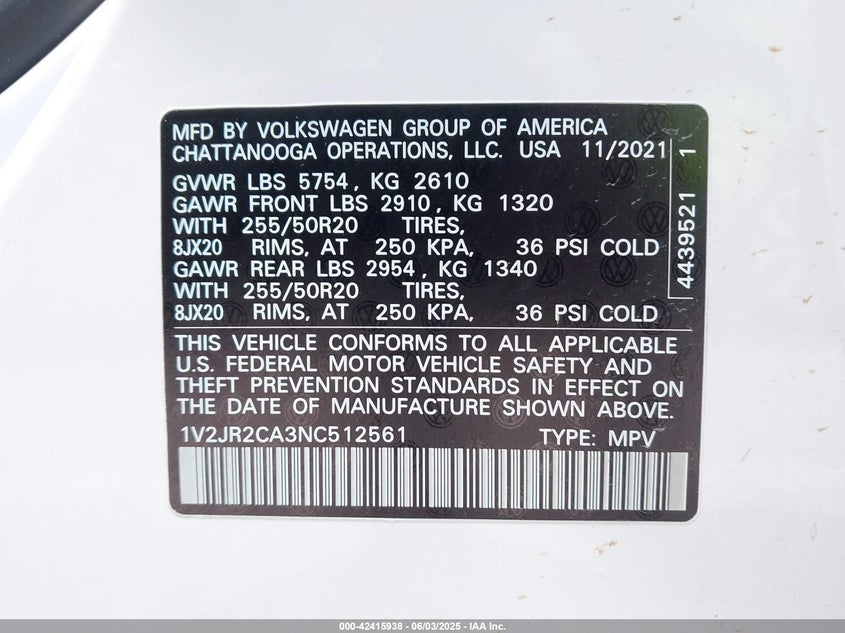 MFD BY VOLKSWAGEN GROUP OF AMERICA
CHATTANOOGA OPERATIONS, LLC. USA 11/2021
GVWR LBS 5754, KG 2610
GAWR FRONT LBS 2910, KG 1320
WITH 255/50R20 TIRES,
8JX20 RIMS, AT 250 KPA, 36 PSI COLD
GAWR REAR LBS 2954, KG 1340
WITH 255/50R20 TIRES,
8JX20 RIMS, AT 250 KPA, 36 PSI COLD
4439521 1
THIS VEHICLE CONFORMS TO ALL APPLICABLE
U.S. FEDERAL MOTOR VEHICLE SAFETY AND
THEFT PREVENTION STANDARDS IN EFFECT ON
THE DATE OF MANUFACTURE SHOWN ABOVE.
1V2JR2CA3NC512561 TYPE: MPV
000-42415938 - 06/03/2025 - IAA Inc.